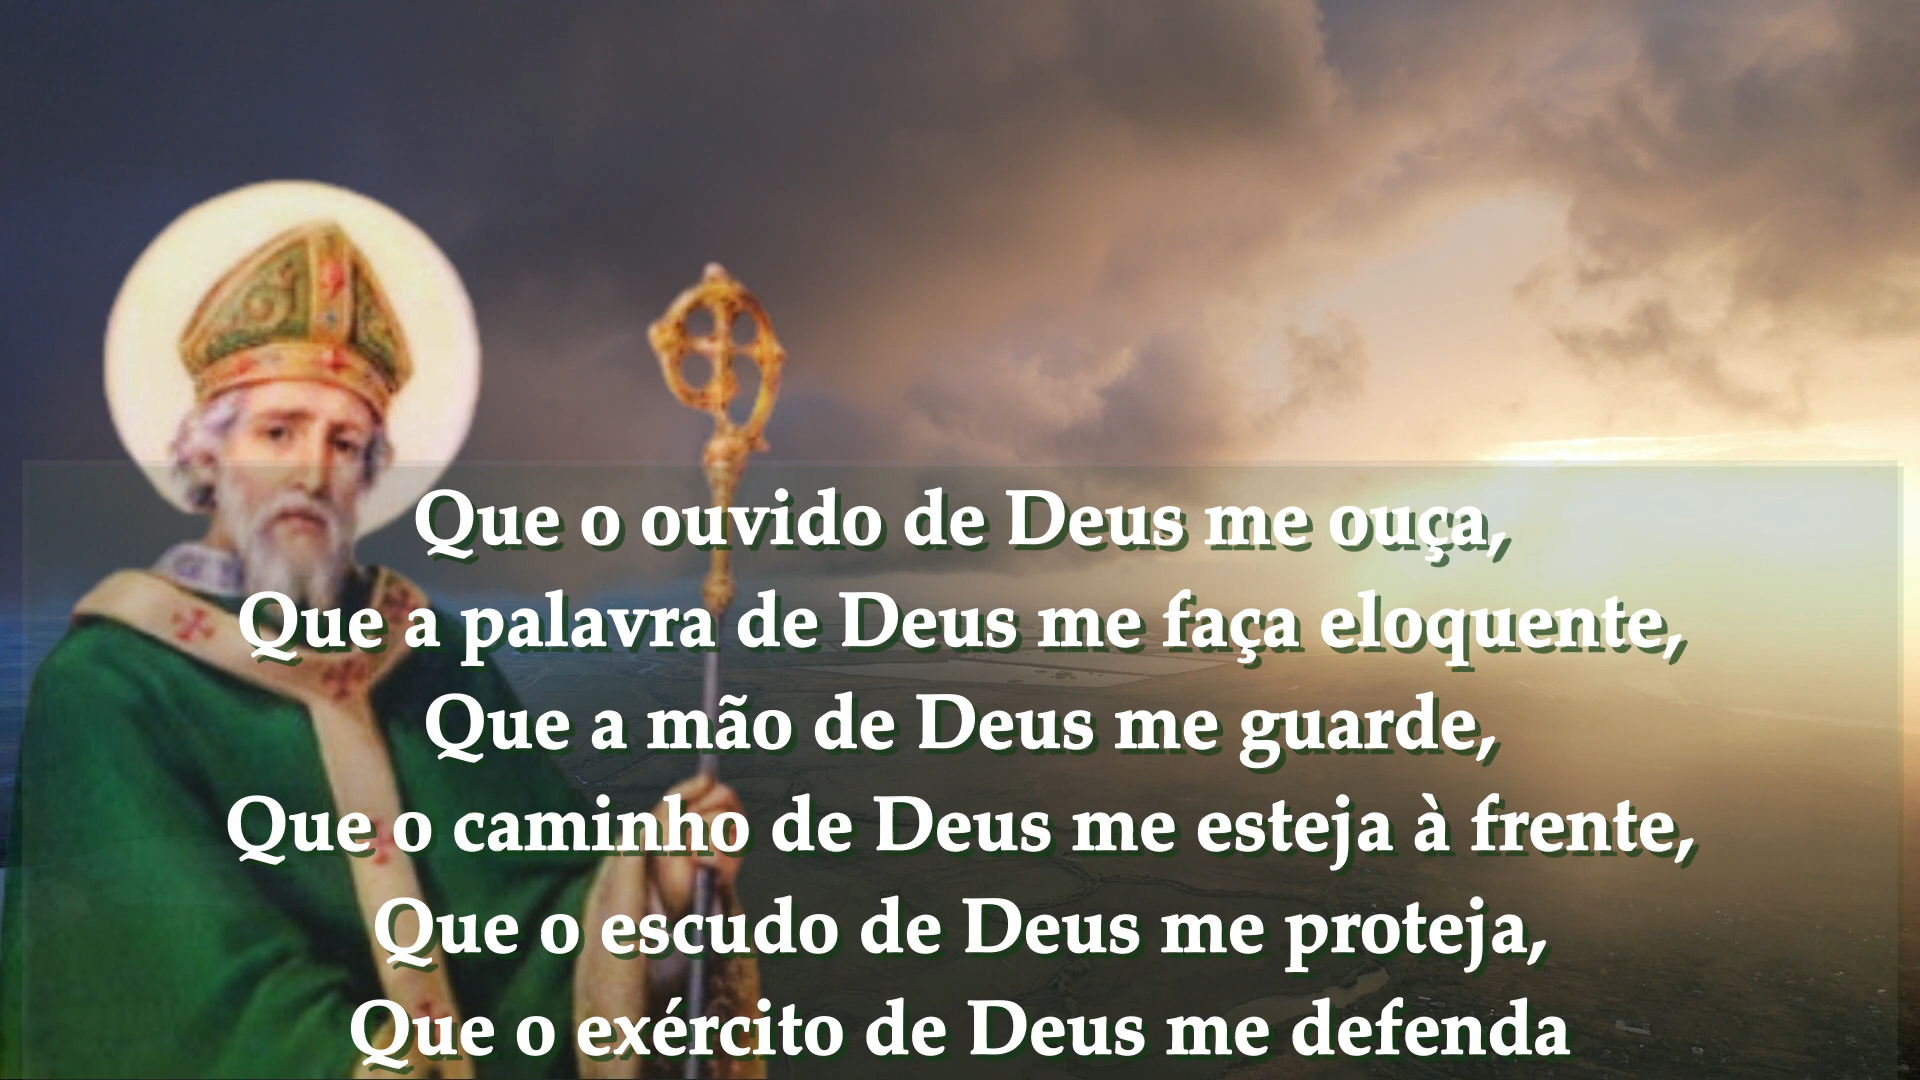 Que o ouvido de Deus me ouça,
Que a palavra de Deus me faça eloquente,
Que a mão de Deus me guarde,
Que o caminho de Deus me esteja à frente,
Que o escudo de Deus me proteja,
Que o exército de Deus me defenda